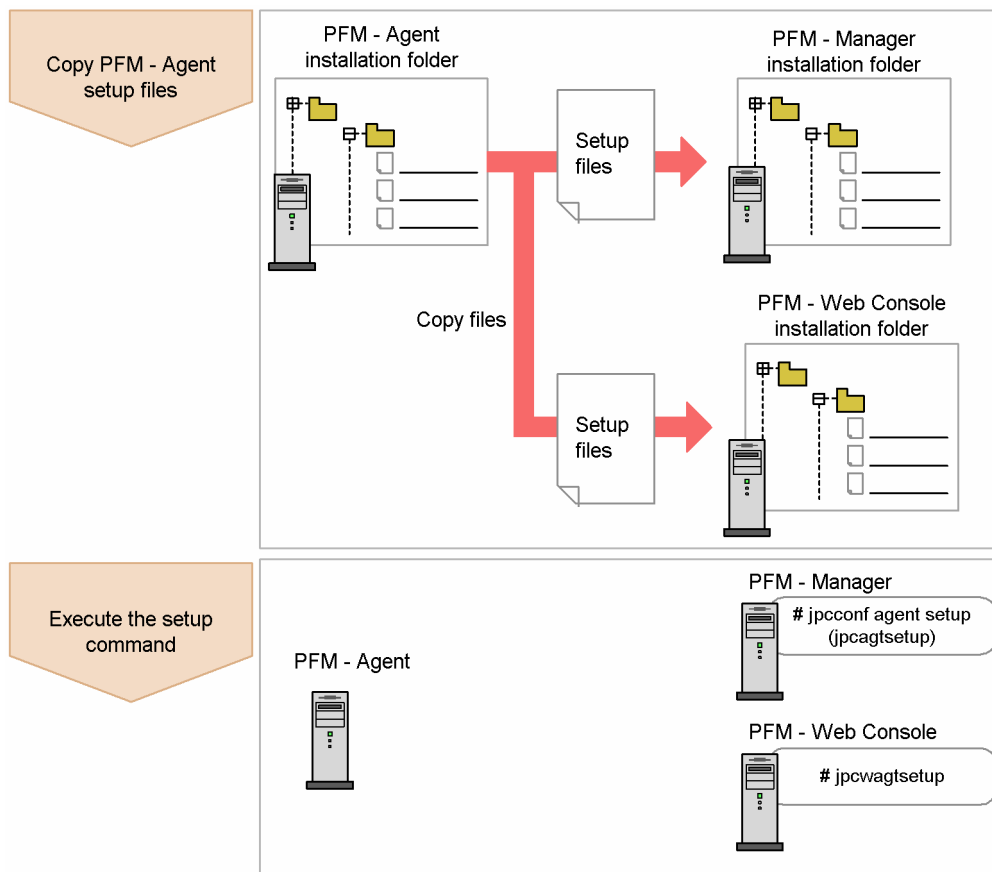 Copy PFM - Agent
setup files
PFM - Agent
installation folder
Setup
files
PFM - Manager
installation folder
Copy files
Setup
files
PFM - Web Console
installation folder
Execute the setup
command
PFM - Agent
PFM - Manager
# jpcconf agent setup
(jpcagtsetup)
PFM - Web Console
# jpcwagtsetup